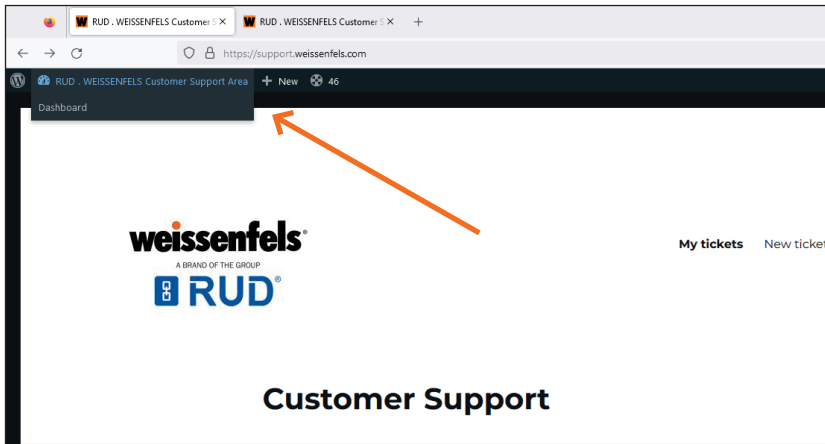 RUD . WEISSENFELS Customer S
RUD . WEISSENFELS Customer S
https://support.weissenfels.com
RUD . WEISSENFELS Customer Support Area
New
46
Dashboard
weissenfels®
A BRAND OF THE GROUP
RUD®
My tickets
New ticket
Customer Support